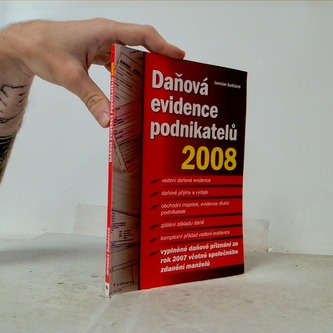 Jaroslav Sedláček
Daňová
evidence
podnikatelů
2008
vedení daňové evidence
daňové příjmy a výdaje
obchodní majetek, evidence dluhů
podnikatele
zjištění základu daně
komplexní příklad vedení evidence
vyplněné daňové přiznání za
rok 2007 včetně společného
zdanění manželů